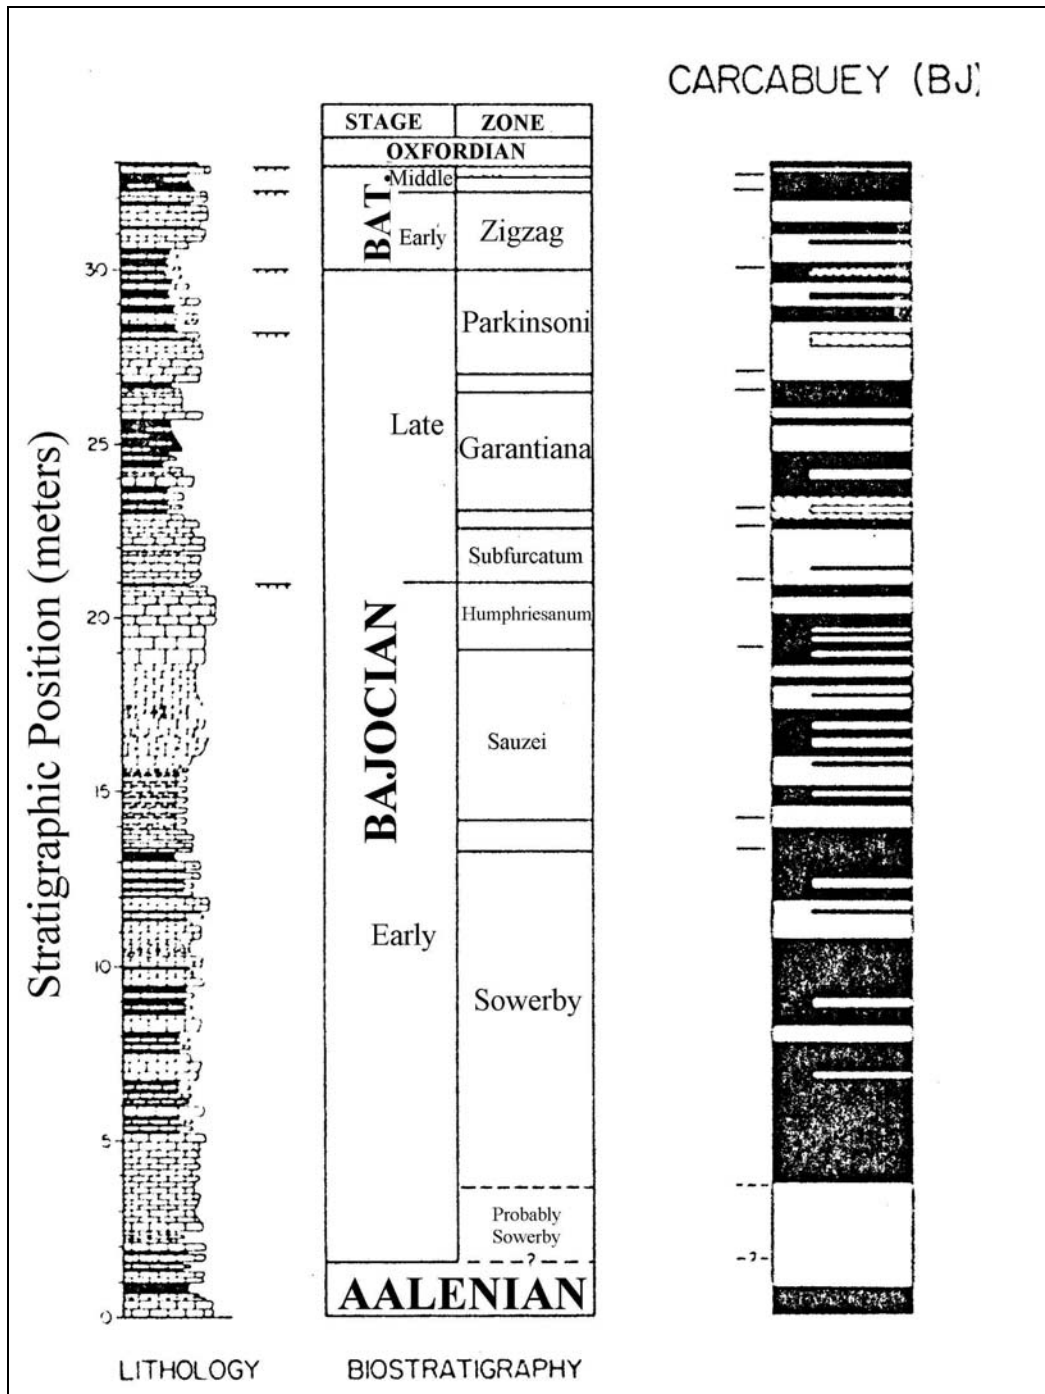 CARCABUEY (BJ)
STAGE ZONE
OXFORDIAN
Middle
BAT.
Early
Zigzag
Parkinsoni
Late
Garantiana
Subfurcatum
Humphriesanum
BAJOCIAN
Sauzei
Early
Sowerby
Probably
Sowerby
?
AALENIAN
Stratigraphic Position (meters)
30
25
20
15
10
5
0
-?-
LITHOLOGY
BIOSTRATIGRAPHY